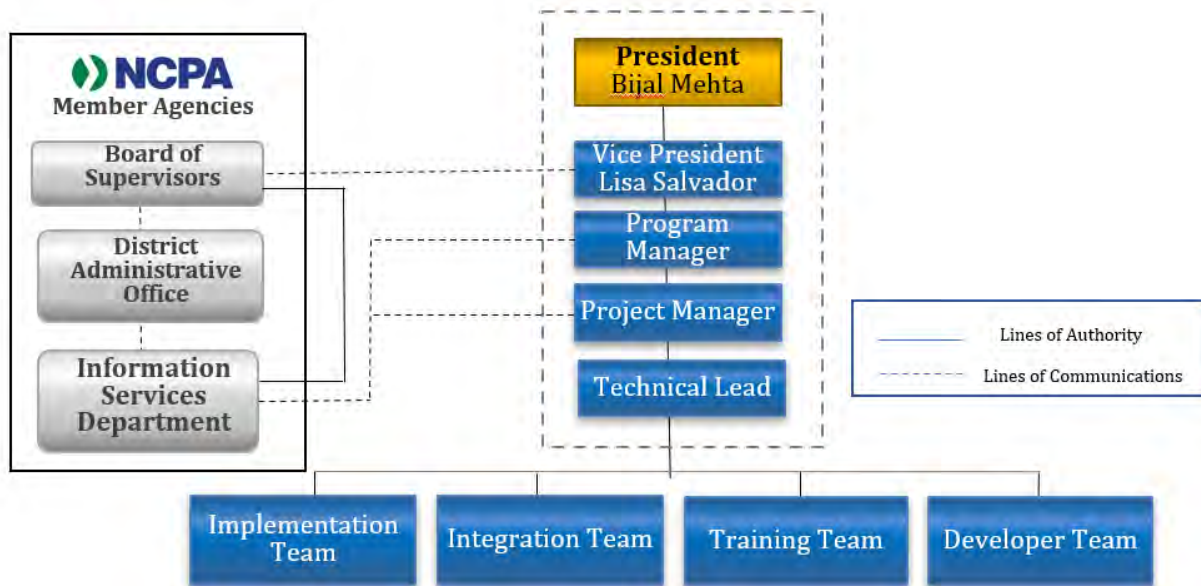 NCPA
Member Agencies
Board of
Supervisors
District
Administrative
Office
Information
Services
Department
President
Bijal Mehta
Vice President
Lisa Salvador
Program
Manager
Project Manager
Technical Lead
Lines of Authority
Lines of Communications
Implementation
Team
Integration Team
Training Team
Developer Team